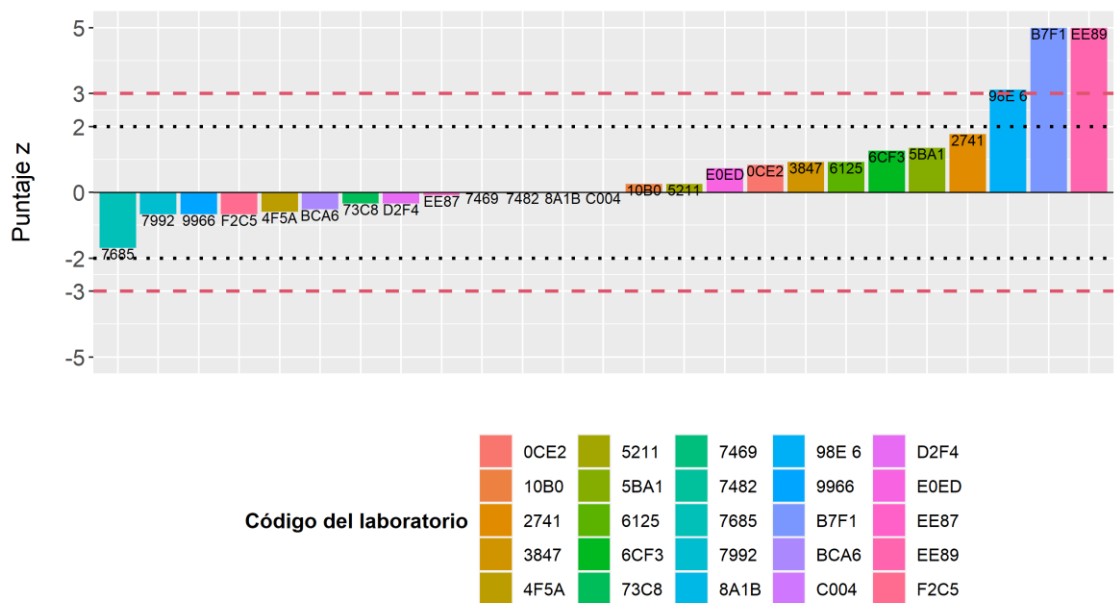 5
B7F1 EE89
3
98E 6
2
2741
5BA1
6CF3
3847 6125
0CE2
E0ED
10B0 5211
0
EE87 7469 7482 8A1B C004
73C8 D2F4
7992 9966 F2C5 4F5A BCA6
7685
-2
-3
-5
Puntaje z
Código del laboratorio
0CE2 5211 7469 98E 6 D2F4
10B0 5BA1 7482 9966 E0ED
2741 6125 7685 B7F1 EE87
3847 6CF3 7992 BCA6 EE89
4F5A 73C8 8A1B C004 F2C5